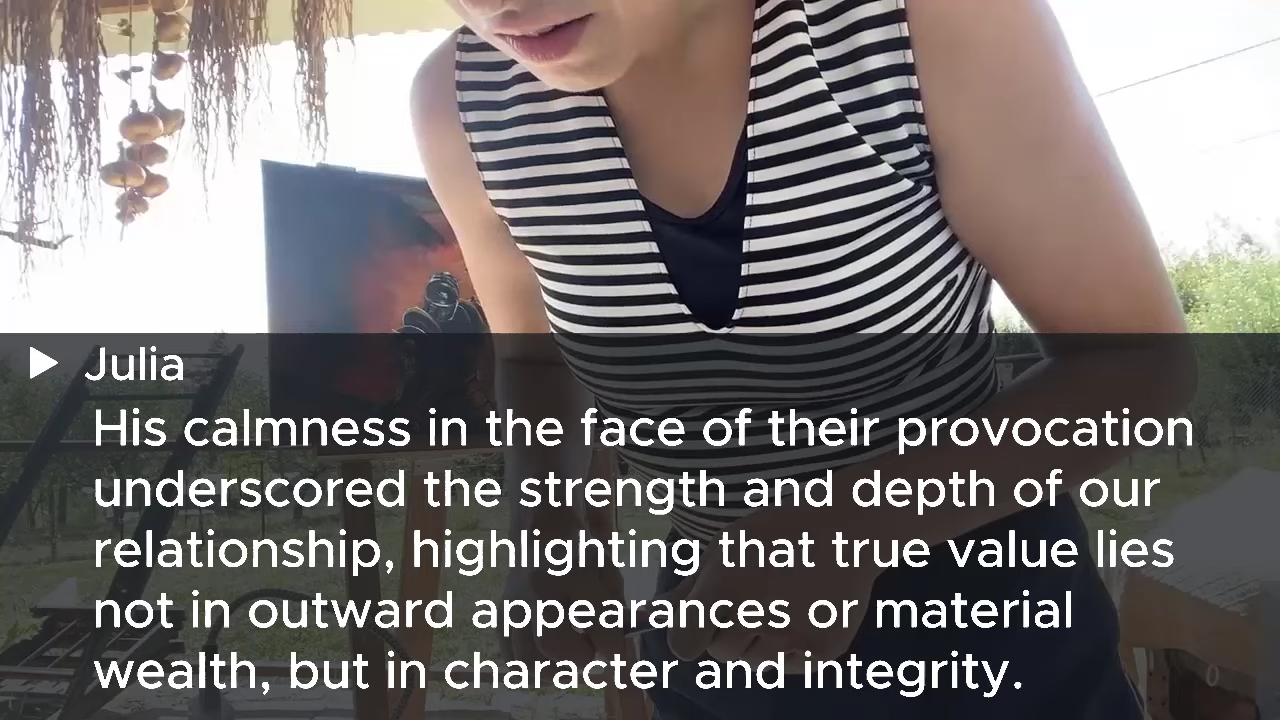 Julia
His calmness in the face of their provocation
underscored the strength and depth of our
relationship, highlighting that true value lies
not in outward appearances or material
wealth, but in character and integrity.